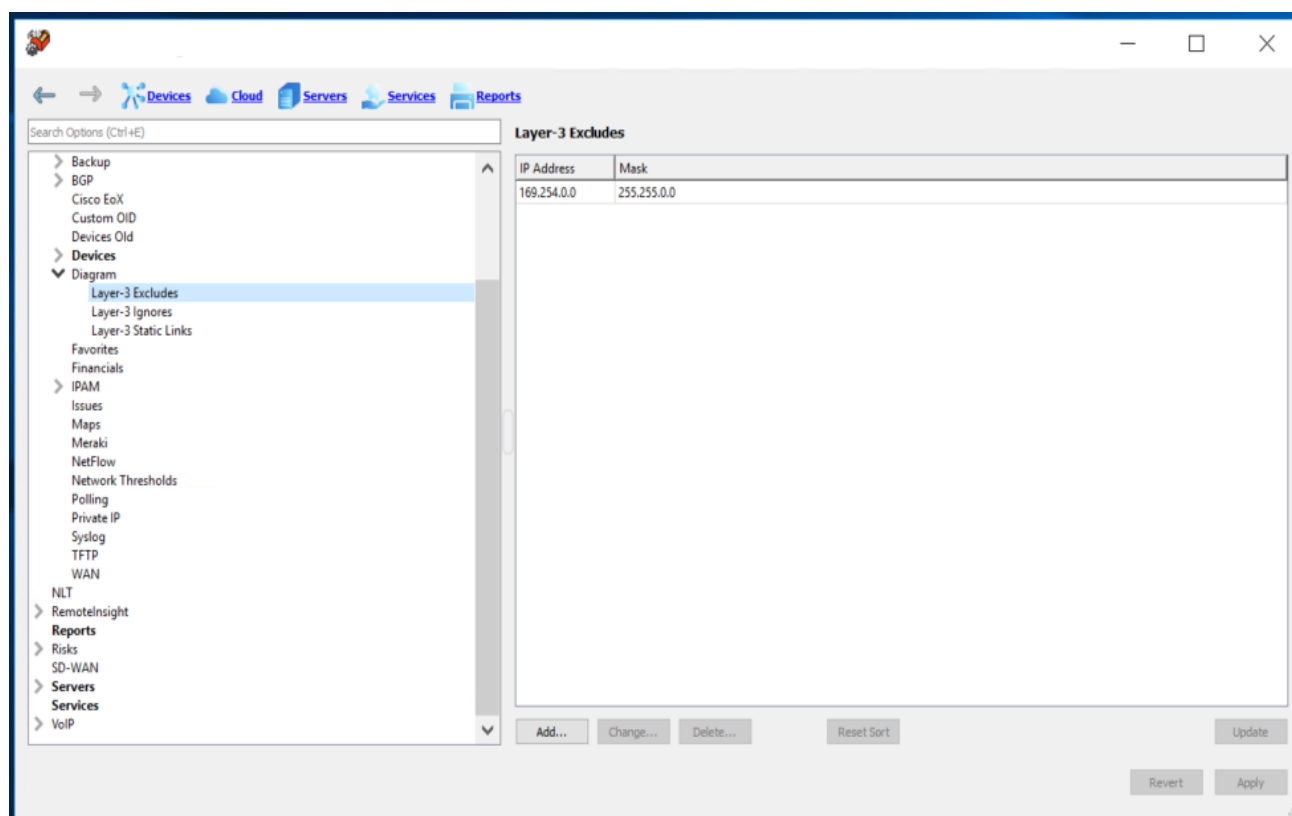 Devices Cloud Servers Services Reports
Search Options (Ctrl+E)
Backup
BGP
Cisco EoX
Custom OID
Devices Old
Devices
Diagram
Layer-3 Excludes
Layer-3 Ignores
Layer-3 Static Links
Favorites
Financials
IPAM
Issues
Maps
Meraki
NetFlow
Network Thresholds
Polling
Private IP
Syslog
TFTP
WAN
NLT
RemoteInsight
Reports
Risks
SD-WAN
Servers
Services
VoIP
Layer-3 Excludes
IP Address Mask
169.254.0.0 255.255.0.0
Add... Change... Delete... Reset Sort Update
Revert Apply